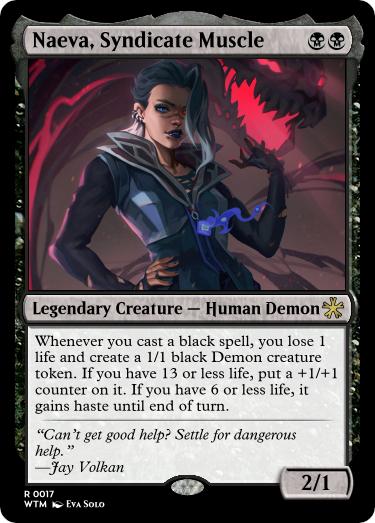 Naeva, Syndicate Muscle
Legendary Creature — Human Demon
Whenever you cast a black spell, you lose 1
life and create a 1/1 black Demon creature
token. If you have 13 or less life, put a +1/+1
counter on it. If you have 6 or less life, it
gains haste until end of turn.
“Can’t get good help? Settle for dangerous
help.”
—Jay Volkan
2/1
R 0017
WTM Eva Solo